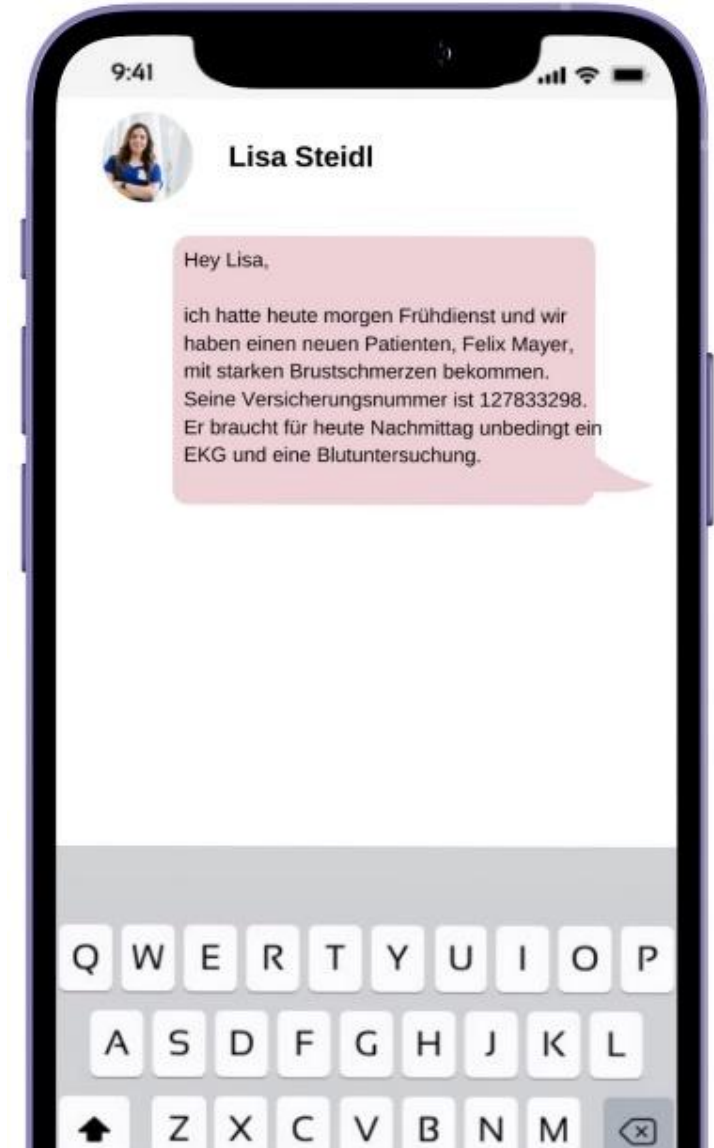 9:41
Lisa Steidl
Hey Lisa,
ich hatte heute morgen Frühdienst und wir
haben einen neuen Patienten, Felix Mayer,
mit starken Brustschmerzen bekommen.
Seine Versicherungsnummer ist 127833298.
Er braucht für heute Nachmittag unbedingt ein
EKG und eine Blutuntersuchung.
Q W E R T Y U I O P
A S D F G H J K L
Z X C V B N M